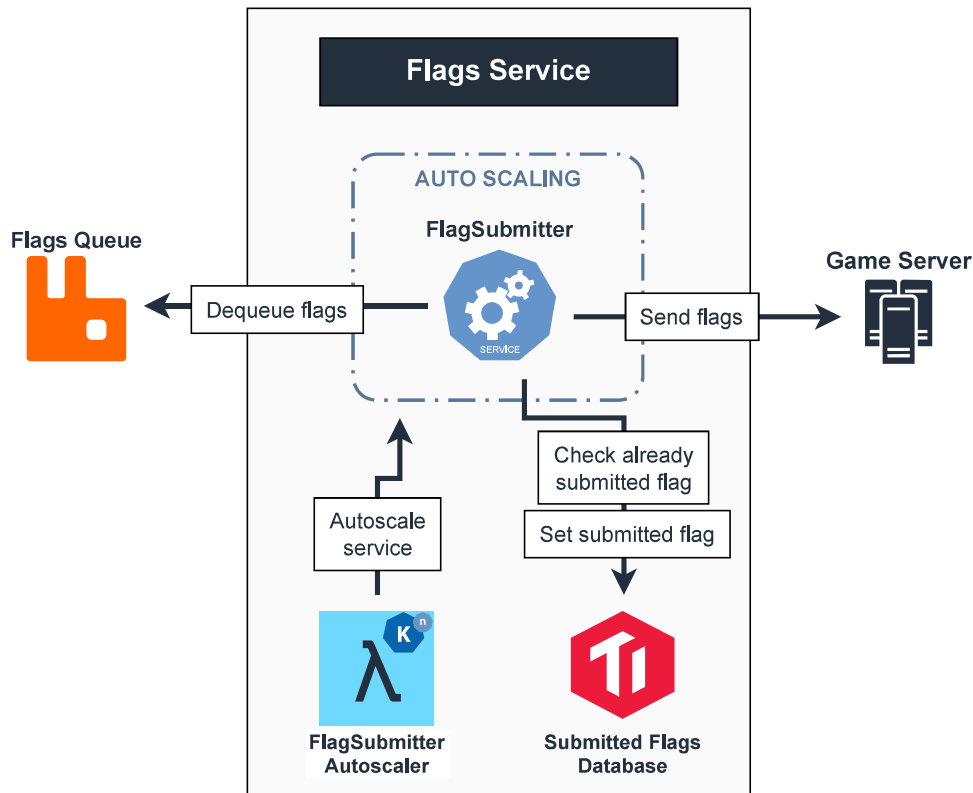 Flags Service
AUTO SCALING
FlagSubmitter
Flags Queue
Game Server
Dequeue flags
Send flags
SERVICE
Check already
submitted flag
Autoscale
service
Set submitted flag
K
n
λ
Ti
FlagSubmitter
Autoscaler
Submitted Flags
Database